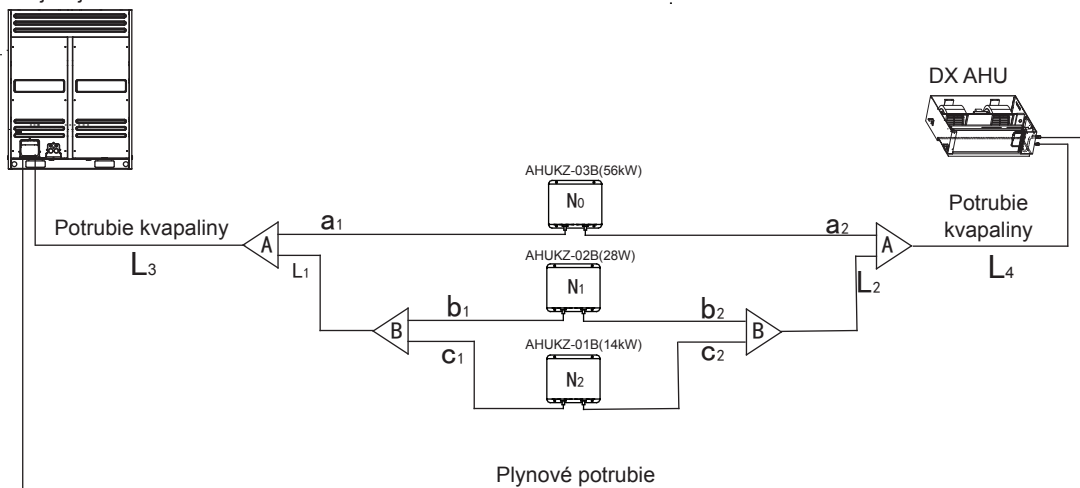 DX AHU
AHUKZ-03B(56kW)
N0
Potrubie kvapaliny
a1
a2
Potrubie
kvapaliny
A
A
L3
L1
AHUKZ-02B(28W)
N1
L2
L4
b1
b2
B
B
c1
AHUKZ-01B(14kW)
c2
N2
Plynové potrubie